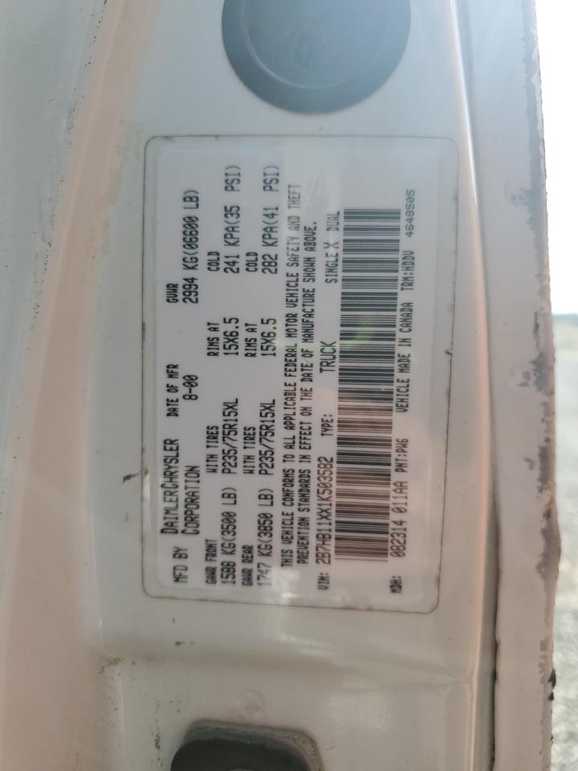 MFD BY DAIMLERCHRYSLER CORPORATION
DATE OF MFR 8-00
GVWR 2994 KG(06600 LB)
GAWR FRONT WITH TIRES RIMS AT COLD
1588 KG(3500 LB) P235/75R15XL 15X6.5 241 KPA(35 PSI)
GAWR REAR WITH TIRES RIMS AT COLD
1747 KG(3850 LB) P235/75R15XL 15X6.5 282 KPA(41 PSI)
THIS VEHICLE CONFORMS TO ALL APPLICABLE FEDERAL MOTOR VEHICLE SAFETY AND THEFT
PREVENTION STANDARDS IN EFFECT ON THE DATE OF MANUFACTURE SHOWN ABOVE.
VIN: 2B7HB11XX1K503582 TYPE: TRUCK SINGLE X DUAL
MDH: 082314 011AA PNT:PW6 VEHICLE MADE IN CANADA TRM:HDDV 4648505